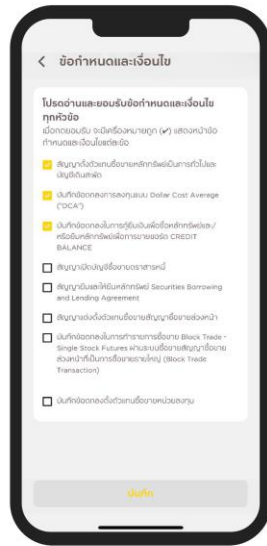 ข้อกำหนดและเงื่อนไข
โปรดอ่านและยอมรับข้อกำหนดและเงื่อนไข
ทุกหัวข้อ
เมื่อกดยอมรับ จะมีเครื่องหมายถูก (✓) แสดงหน้าข้อ
กำหนดและเงื่อนไขแต่ละข้อ
สัญญาตั้งตัวแทนซื้อขายหลักทรัพย์เป็นการทั่วไปและ
บัญชีเดินสะพัด
บันทึกข้อตกลงการลงทุนแบบ Dollar Cost Average
("DCA")
บันทึกข้อตกลงในการกู้ยืมเงินเพื่อซื้อหลักทรัพย์และ/
หรือยืมหลักทรัพย์เพื่อการขายชอร์ต CREDIT
BALANCE
สัญญาเปิดบัญชีซื้อขายตราสารหนี้
สัญญายืมและให้ยืมหลักทรัพย์ Securities Borrowing
and Lending Agreement
สัญญาแต่งตั้งตัวแทนซื้อขายสัญญาซื้อขายล่วงหน้า
บันทึกข้อตกลงในการทำรายการซื้อขาย Block Trade -
Single Stock Futures ผ่านระบบซื้อขายสัญญาซื้อขาย
ล่วงหน้าที่เป็นการซื้อขายรายใหญ่ (Block Trade
Transaction)
บันทึกข้อตกลงตั้งตัวแทนซื้อขายหน่วยลงทุน
บันทึก